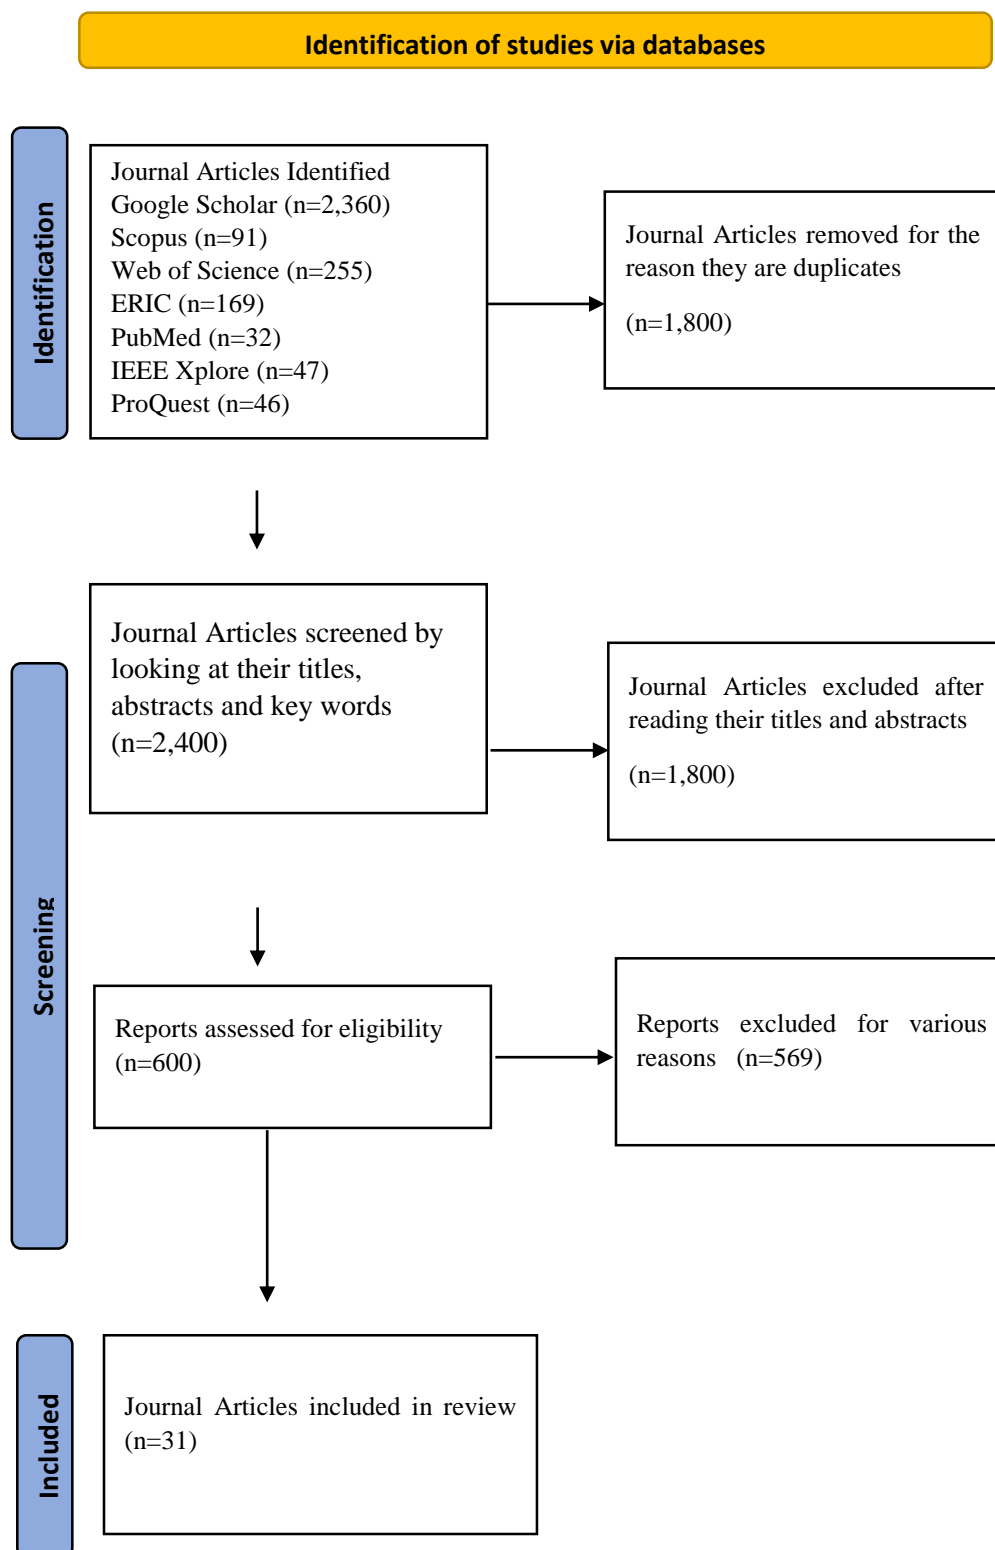 Identification of studies via databases
Identification
Journal Articles Identified
Google Scholar (n=2,360)
Scopus (n=91)
Web of Science (n=255)
ERIC (n=169)
PubMed (n=32)
IEEE Xplore (n=47)
ProQuest (n=46)
Journal Articles removed for the
reason they are duplicates
(n=1,800)
Screening
Journal Articles screened by
looking at their titles,
abstracts and key words
(n=2,400)
Journal Articles excluded after
reading their titles and abstracts
(n=1,800)
Reports assessed for eligibility
(n=600)
Reports excluded for various
reasons (n=569)
Included
Journal Articles included in review
(n=31)